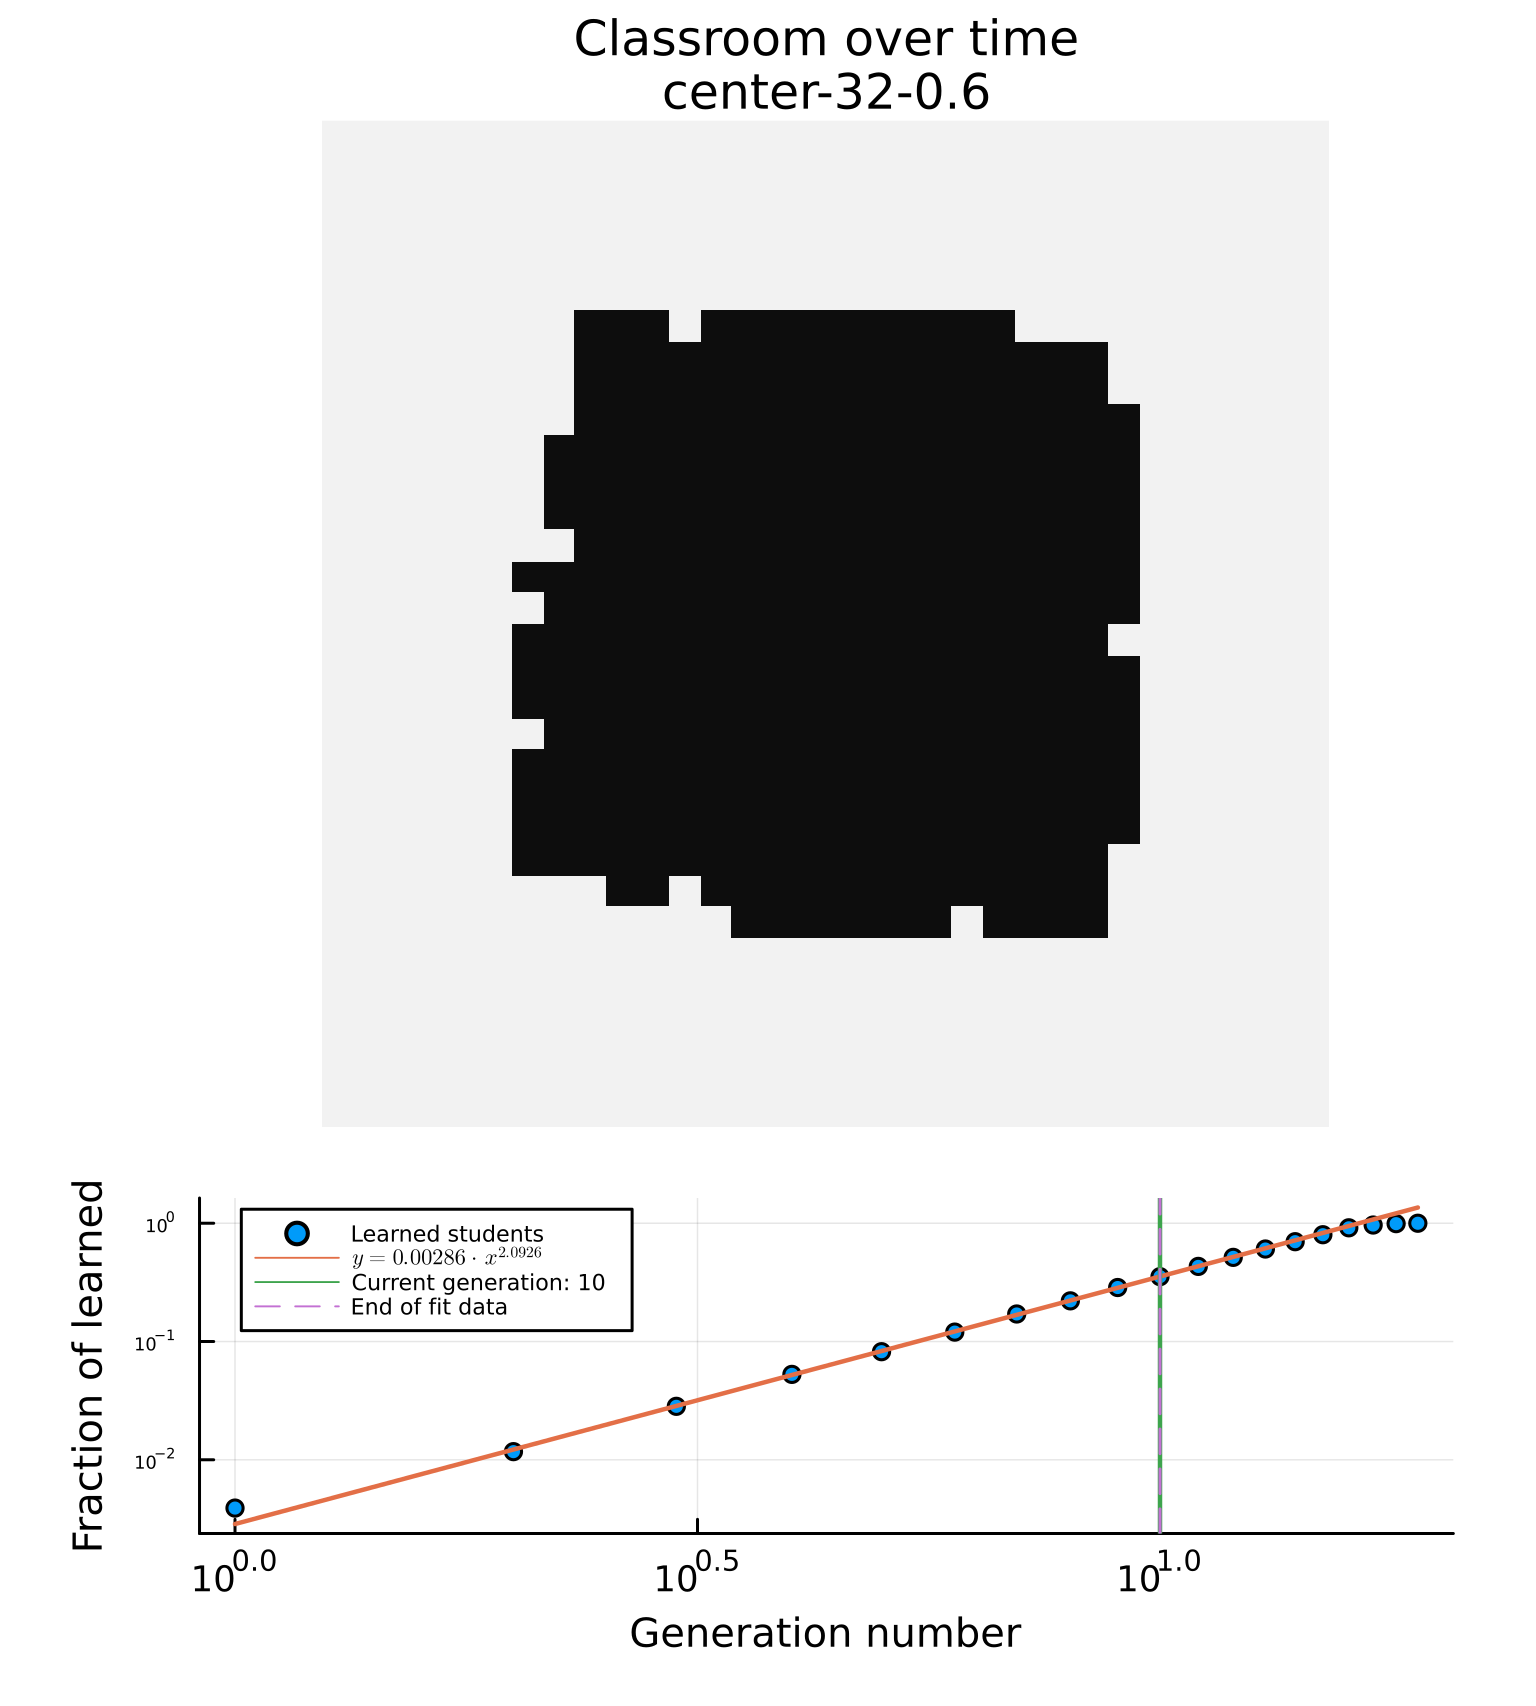 Classroom over time
center-32-0.6
Fraction of learned
10^0
10^−1
10^−2
Learned students
y = 0.00286 · x^2.0926
Current generation: 10
End of fit data
10^0.0 10^0.5 10^1.0
Generation number